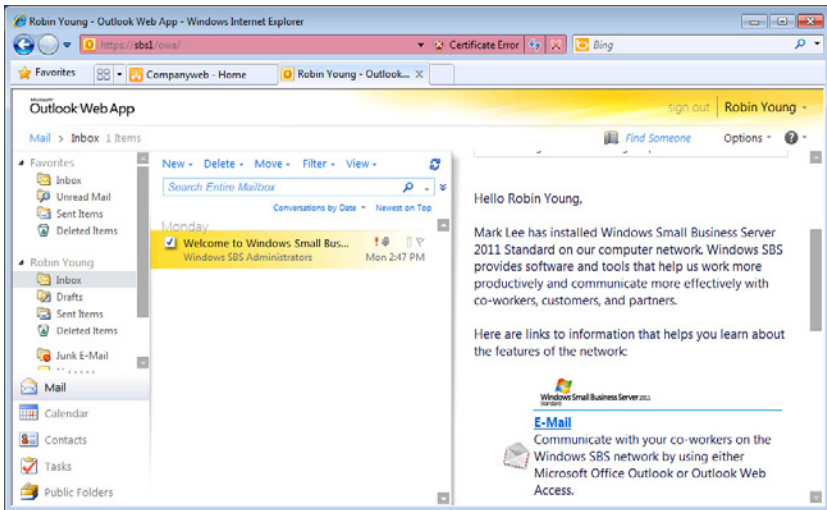 Robin Young - Outlook Web App - Windows Internet Explorer
https://sbs1/owa/
Certificate Error
Bing
Favorites
Companyweb - Home
Robin Young - Outlook...
Microsoft
Outlook Web App
sign out
Robin Young
Mail > Inbox 1 Items
Find Someone
Options
Favorites
Inbox
Unread Mail
Sent Items
Deleted Items
Robin Young
Inbox
Drafts
Sent Items
Deleted Items
Junk E-Mail
Mail
Calendar
Contacts
Tasks
Public Folders
New Delete Move Filter View
Search Entire Mailbox
Conversations by Date Newest on Top
Monday
Welcome to Windows Small Bus...
Windows SBS Administrators Mon 2:47 PM
Hello Robin Young,
Mark Lee has installed Windows Small Business Server
2011 Standard on our computer network. Windows SBS
provides software and tools that help us work more
productively and communicate more effectively with
co-workers, customers, and partners.
Here are links to information that helps you learn about
the features of the network:
Windows Small Business Server 2011
Standard
E-Mail
Communicate with your co-workers on the
Windows SBS network by using either
Microsoft Office Outlook or Outlook Web
Access.